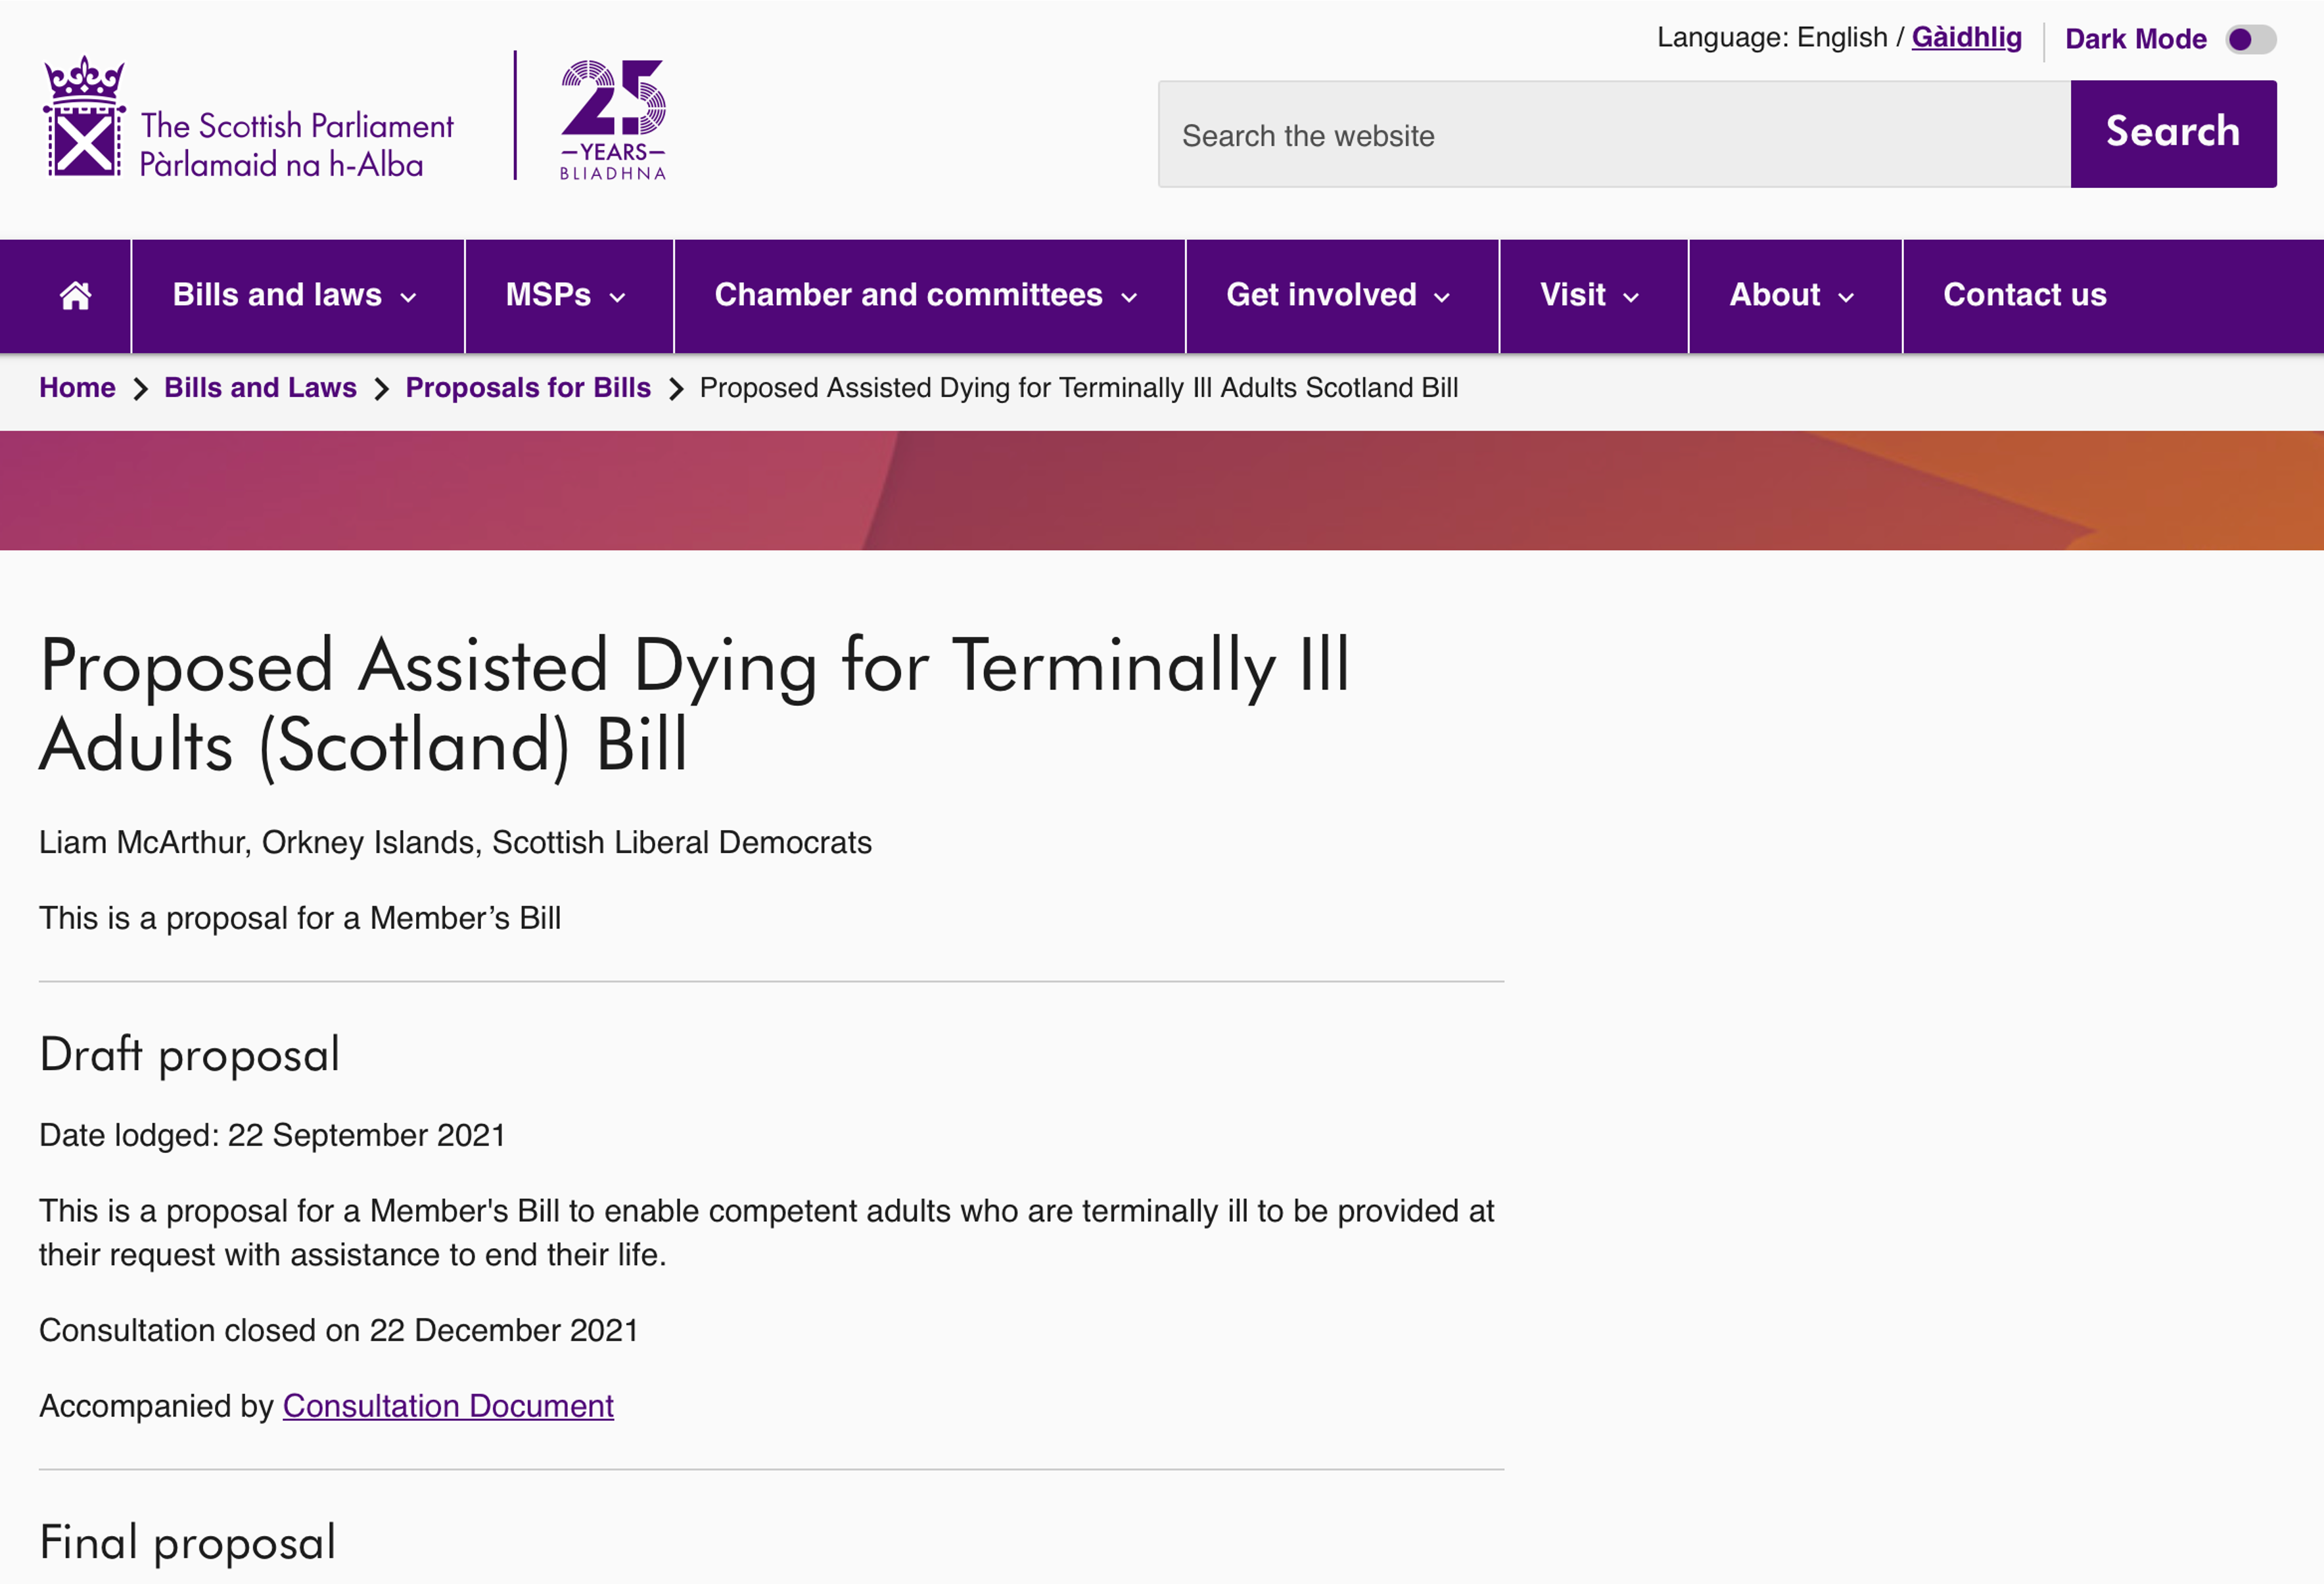 Language: English / Gàidhlig
Dark Mode
The Scottish Parliament
Pàrlamaid na h-Alba
25
–YEARS–
BLIADHNA
Search the website
Search
Bills and laws
MSPs
Chamber and committees
Get involved
Visit
About
Contact us
Home > Bills and Laws > Proposals for Bills > Proposed Assisted Dying for Terminally Ill Adults Scotland Bill
Proposed Assisted Dying for Terminally Ill
Adults (Scotland) Bill
Liam McArthur, Orkney Islands, Scottish Liberal Democrats
This is a proposal for a Member’s Bill
Draft proposal
Date lodged: 22 September 2021
This is a proposal for a Member's Bill to enable competent adults who are terminally ill to be provided at
their request with assistance to end their life.
Consultation closed on 22 December 2021
Accompanied by Consultation Document
Final proposal